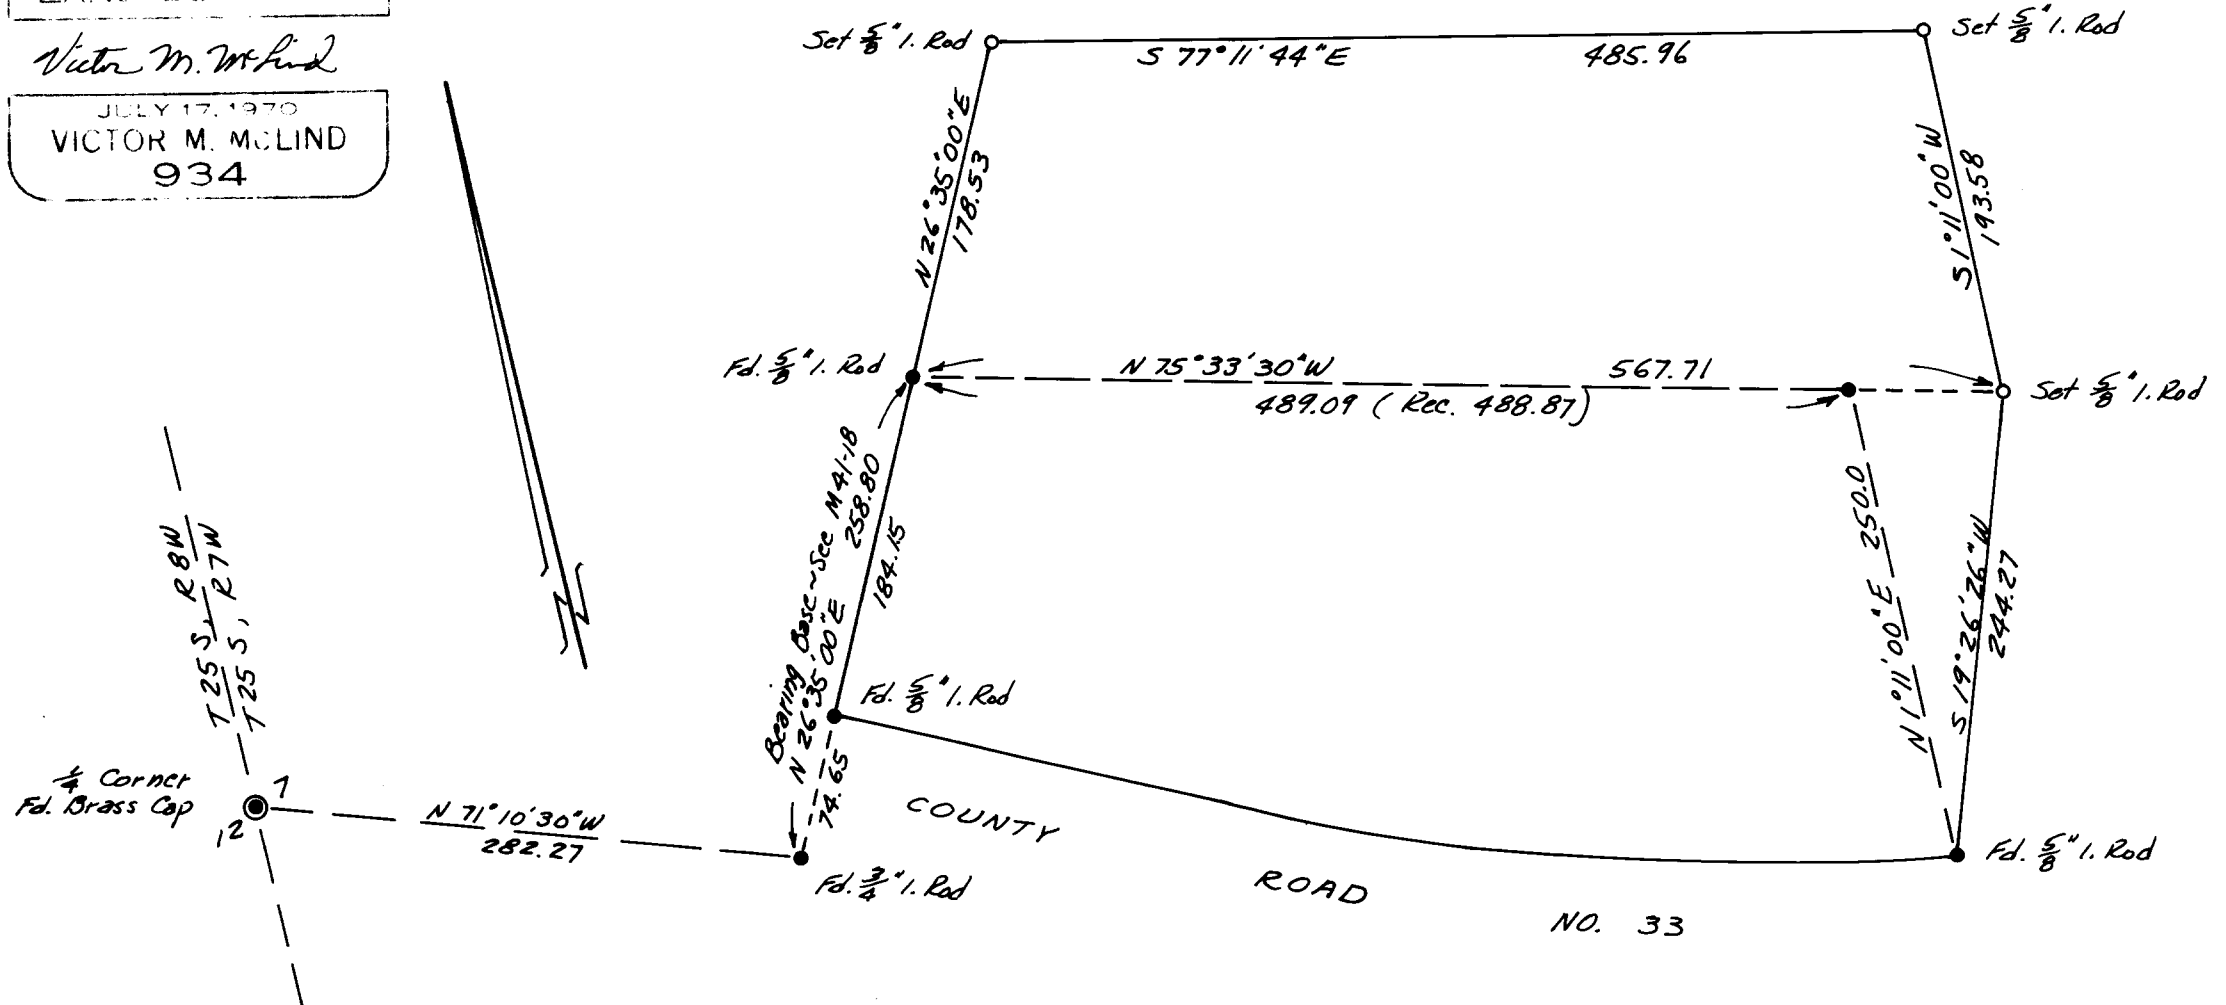 Victor M. McLind
JULY 17, 1970
VICTOR M. McLIND
934
Set 5/8" I. Rod
S 77°11'44"E 485.96
Set 5/8" I. Rod
N 26°35'00"E
178.53
S 1°11'00"W
193.58
Fd. 5/8" I. Rod
N 75°33'30"W 567.71
489.09 (Rec. 488.87)
Set 5/8" I. Rod
Bearing Base~See M41-18
N 26°35'00"E 258.80
184.15
N 1°11'00"E 250.0
S 19°26'26"W
244.27
T 25 S, R 8 W
T 25 S, R 7 W
Fd. 5/8" I. Rod
74.65
1/4 Corner
Fd. Brass Cap
7
12
N 71°10'30"W
282.27
Fd. 3/4" I. Rod
COUNTY
ROAD
NO. 33
Fd. 5/8" I. Rod
N